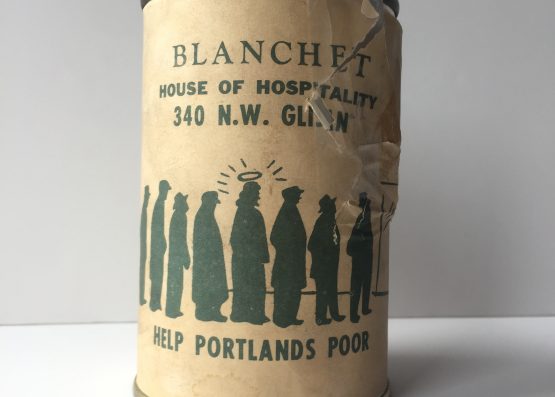 BLANCHET
HOUSE OF HOSPITALITY
340 N.W.
HELP PORTLANDS POOR